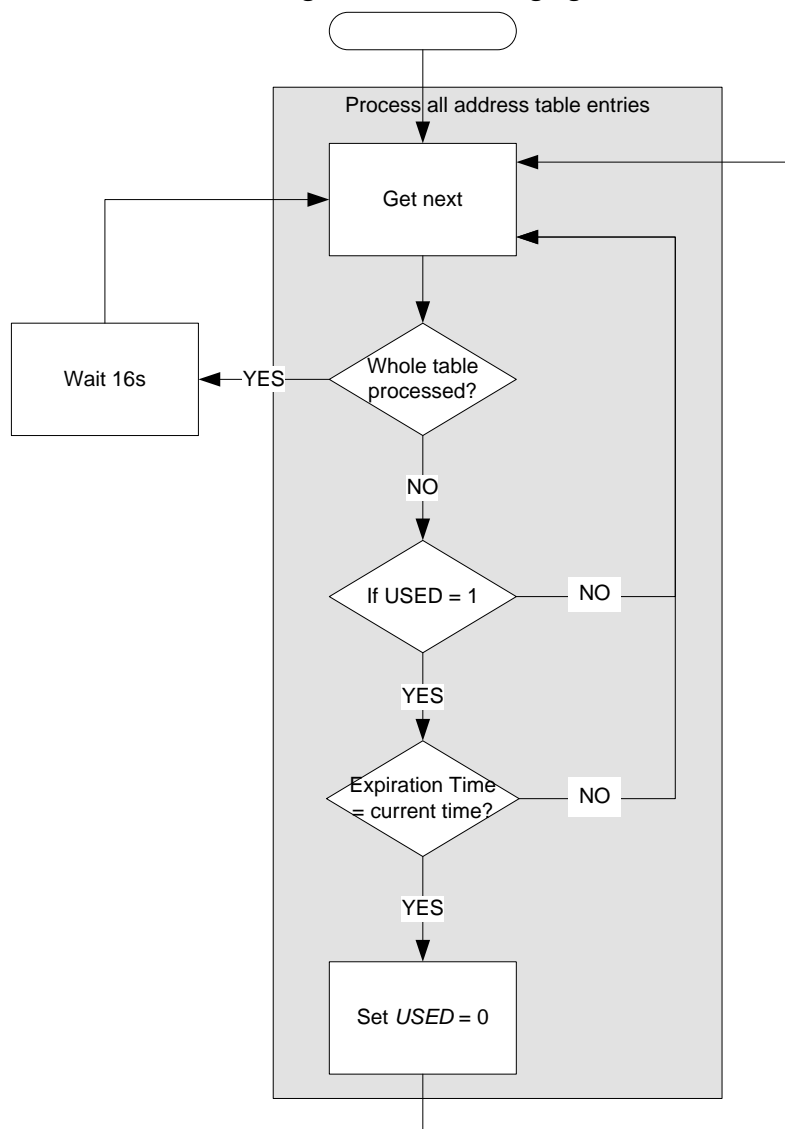 Process all address table entries
Get next
Whole table
processed?
YES
Wait 16s
NO
If USED = 1
NO
YES
Expiration Time
= current time?
NO
YES
Set USED = 0